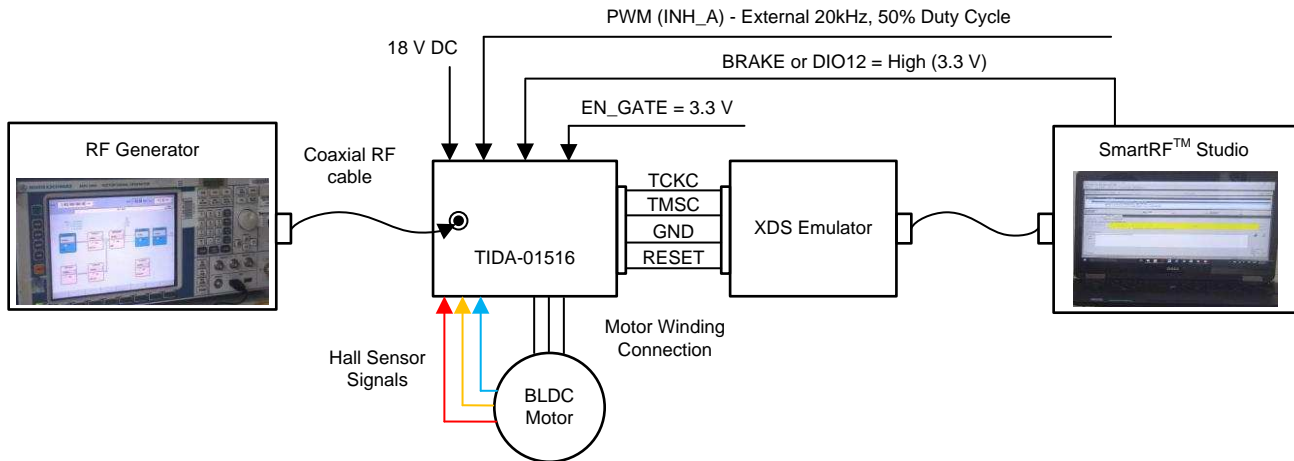 PWM (INH_A) - External 20kHz, 50% Duty Cycle
18 V DC
BRAKE or DIO12 = High (3.3 V)
EN_GATE = 3.3 V
RF Generator
Coaxial RF
cable
SmartRF™ Studio
TCKC
TMSC
GND
RESET
XDS Emulator
TIDA-01516
Motor Winding
Connection
Hall Sensor
Signals
BLDC
Motor